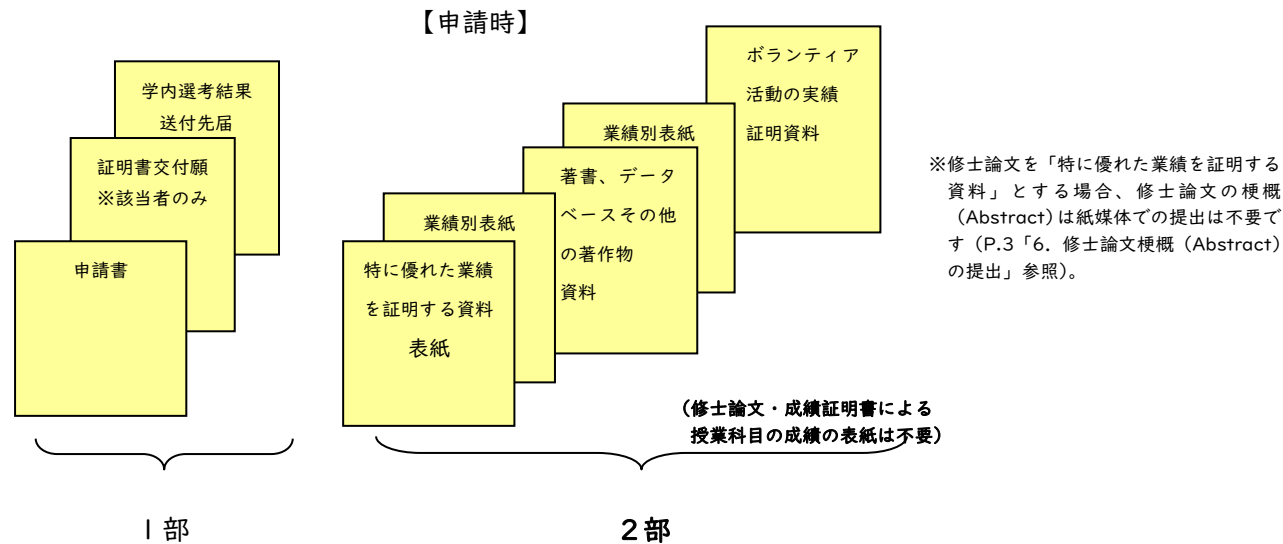 【申請時】
学内選考結果
送付先届
証明書交付願
※該当者のみ
申請書
1部
ボランティア
活動の実績
証明資料
業績別表紙
著書、データ
ベースその他
の著作物
資料
業績別表紙
特に優れた業績
を証明する資料
表紙
(修士論文・成績証明書による
授業科目の成績の表紙は不要)
2部
※修士論文を「特に優れた業績を証明する
資料」とする場合、修士論文の梗概
(Abstract)は紙媒体での提出は不要で
す(P.3「6. 修士論文梗概(Abstract)
の提出」参照)。